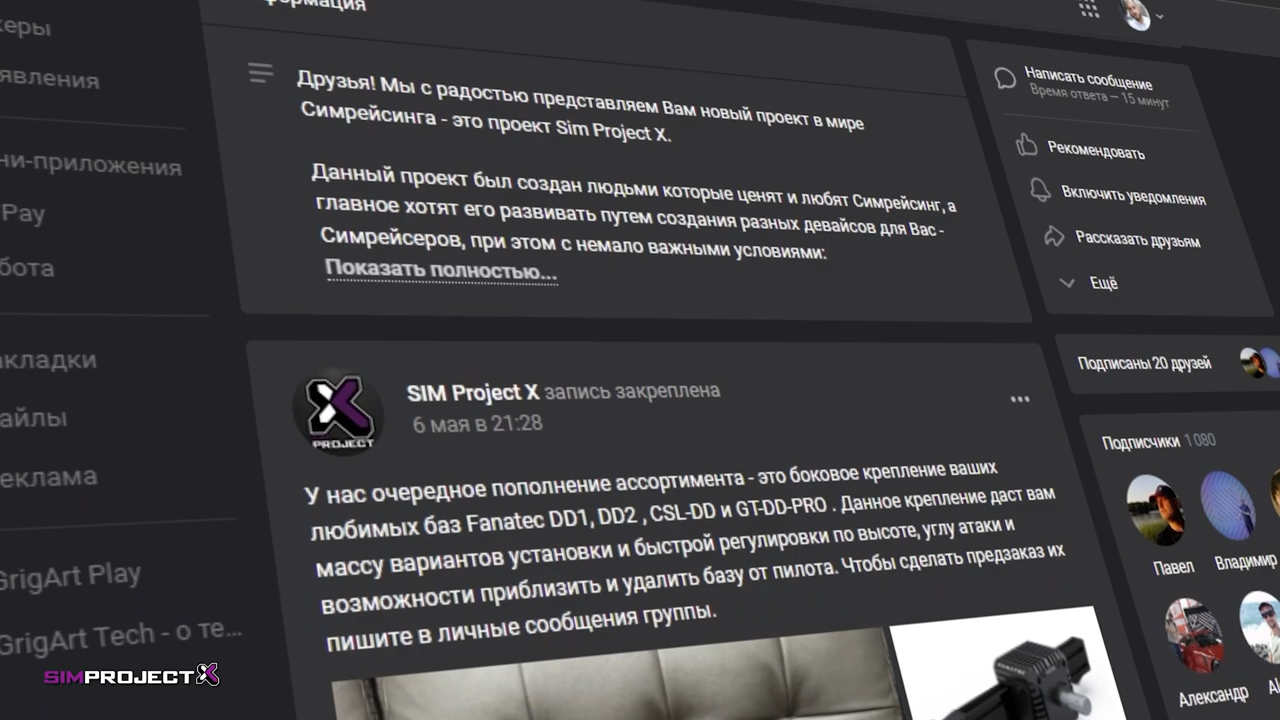 формация
керы
явления
ни-приложения
Pay
бота
акладки
айлы
еклама
GrigArt Play
GrigArt Tech - о те...
Друзья! Мы с радостью представляем Вам новый проект в мире
Симрейсинга - это проект Sim Project X.
Данный проект был создан людьми которые ценят и любят Симрейсинг, а
главное хотят его развивать путем создания разных девайсов для Вас -
Симрейсеров, при этом с немало важными условиями:
Показать полностью...
PROJECT
SIM Project X запись закреплена
6 мая в 21:28
У нас очередное пополнение ассортимента - это боковое крепление ваших
любимых баз Fanatec DD1, DD2 , CSL-DD и GT-DD-PRO . Данное крепление даст вам
массу вариантов установки и быстрой регулировки по высоте, углу атаки и
возможности приблизить и удалить базу от пилота. Чтобы сделать предзаказ их
пишите в личные сообщения группы.
Написать сообщение
Время ответа — 15 минут
Рекомендовать
Включить уведомления
Рассказать друзьям
Ещё
Подписаны 20 друзей
Подписчики 1 080
Павел
Владимир
Александр
Al
SIMPROJECTX